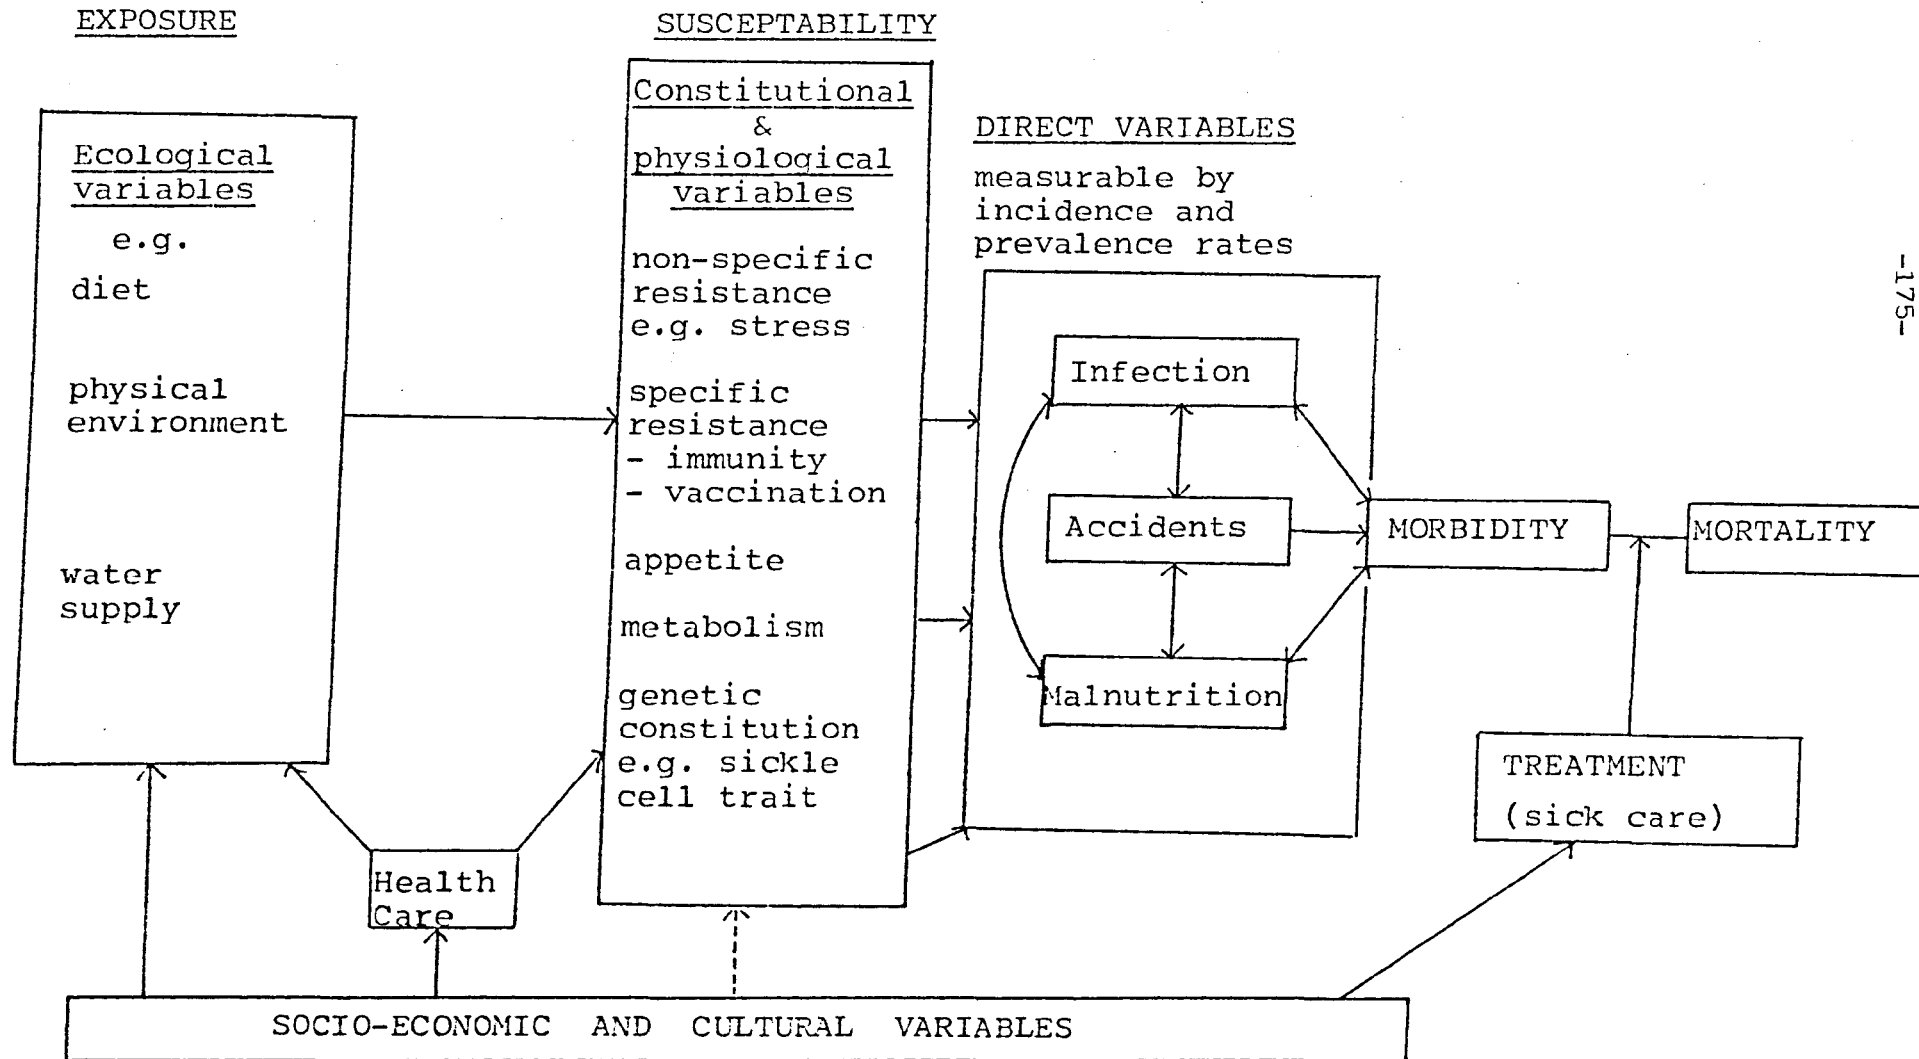 EXPOSURE
Ecological
variables
e.g.
diet
physical
environment
water
supply
Health
Care
SUSCEPTABILITY
Constitutional
&
physiological
variables
non-specific
resistance
e.g. stress
specific
resistance
- immunity
- vaccination
appetite
metabolism
genetic
constitution
e.g. sickle
cell trait
DIRECT VARIABLES
measurable by
incidence and
prevalence rates
Infection
Accidents
Malnutrition
MORBIDITY
MORTALITY
TREATMENT
(sick care)
SOCIO-ECONOMIC AND CULTURAL VARIABLES
-175-